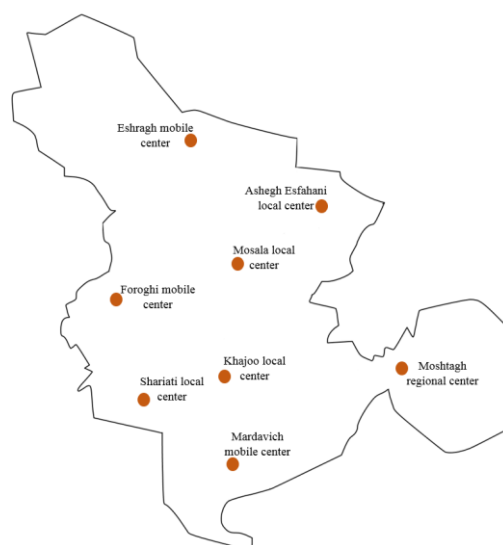 Eshragh mobile
center
Ashegh Esfahani
local center
Mosala local
center
Foroghi mobile
center
Khajoo local
center
Moshtagh
regional center
Shariati local
center
Mardavich
mobile center